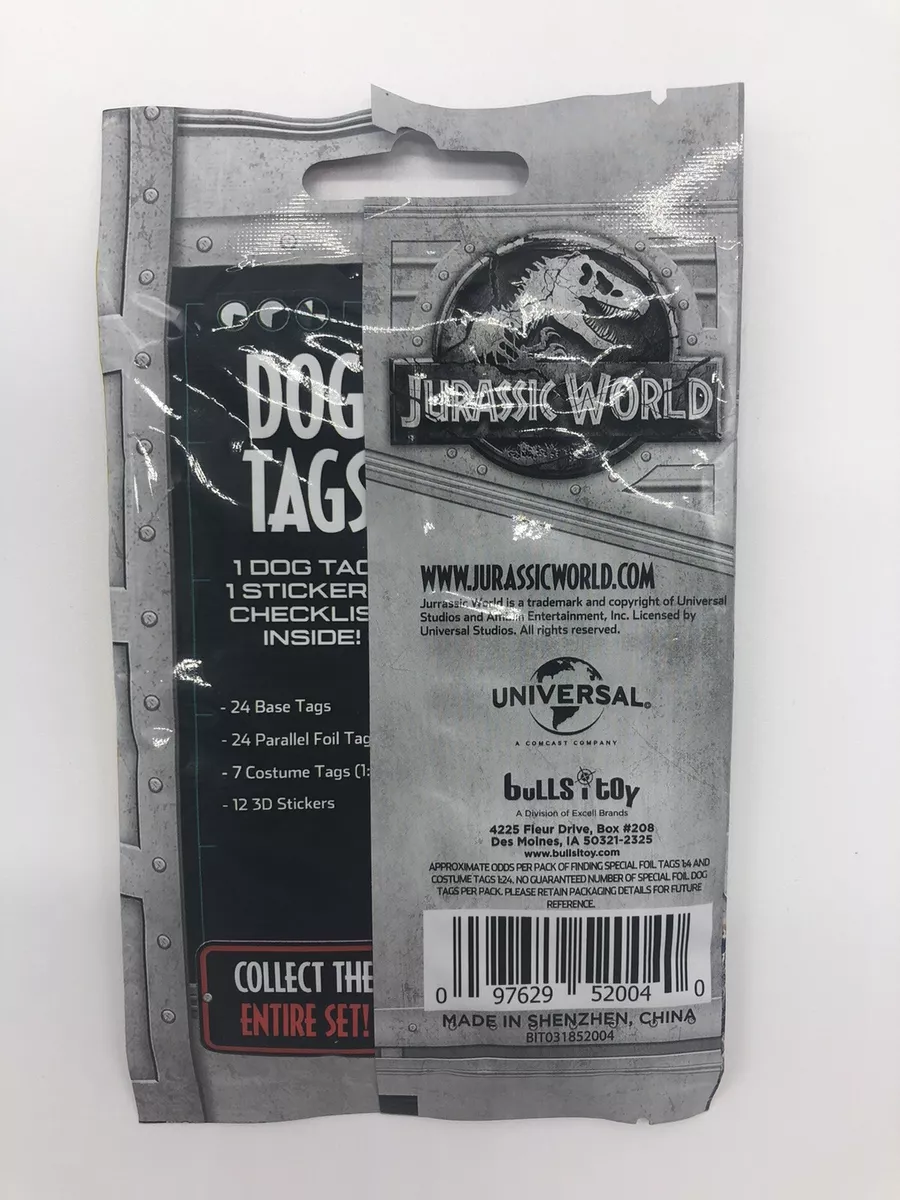 DOG
TAGS
1 DOG TAG
1 STICKER
CHECKLIS
INSIDE!
- 24 Base Tags
- 24 Parallel Foil Tag
- 7 Costume Tags (1:
- 12 3D Stickers
COLLECT THE
ENTIRE SET!
JURASSIC WORLD
WWW.JURASSICWORLD.COM
Jurrassic World is a trademark and copyright of Universal
Studios and Amblin Entertainment, Inc. Licensed by
Universal Studios. All rights reserved.
UNIVERSAL
A COMCAST COMPANY
bULLS i tOy
A Division of Excell Brands
4225 Fleur Drive, Box #208
Des Moines, IA 50321-2325
www.bullsitoy.com
APPROXIMATE ODDS PER PACK OF FINDING SPECIAL FOIL TAGS 1:4 AND
COSTUME TAGS 1:24. NO GUARANTEED NUMBER OF SPECIAL FOIL DOG
TAGS PER PACK. PLEASE RETAIN PACKAGING DETAILS FOR FUTURE
REFERENCE.
0 97629 52004 0
MADE IN SHENZHEN, CHINA
BIT031852004